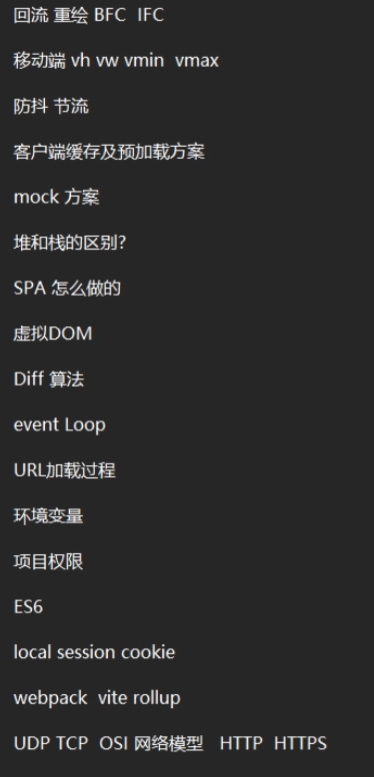 回流 重绘 BFC  IFC
移动端 vh vw vmin  vmax
防抖 节流
客户端缓存及预加载方案
mock 方案
堆和栈的区别?
SPA 怎么做的
虚拟DOM
Diff 算法
event Loop
URL加载过程
环境变量
项目权限
ES6
local session cookie
webpack  vite rollup
UDP TCP  OSI 网络模型   HTTP  HTTPS